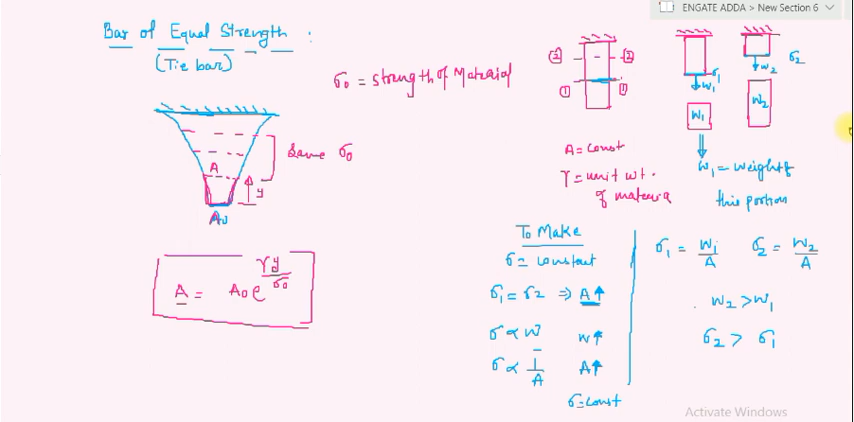 ENGATE ADDA > New Section 6
Bar of Equal Strength :
(Tie bar)
σ₀ = strength of Material
A
y
A₀
Same σ₀
A = A₀ e^(γy/σ₀)
② ②
① ①
A = const
γ = unit wt.
of material
σ₁
W₁
W₁
σ₂
W₂
W₂
W₁ = weight of
this portion
To Make
σ = constant
σ₁ = σ₂ ⇒ A↑
σ ∝ W W↑
σ ∝ 1/A A↑
σ=const
σ₁ = W₁/A σ₂ = W₂/A
W₂ > W₁
σ₂ > σ₁
Activate Windows